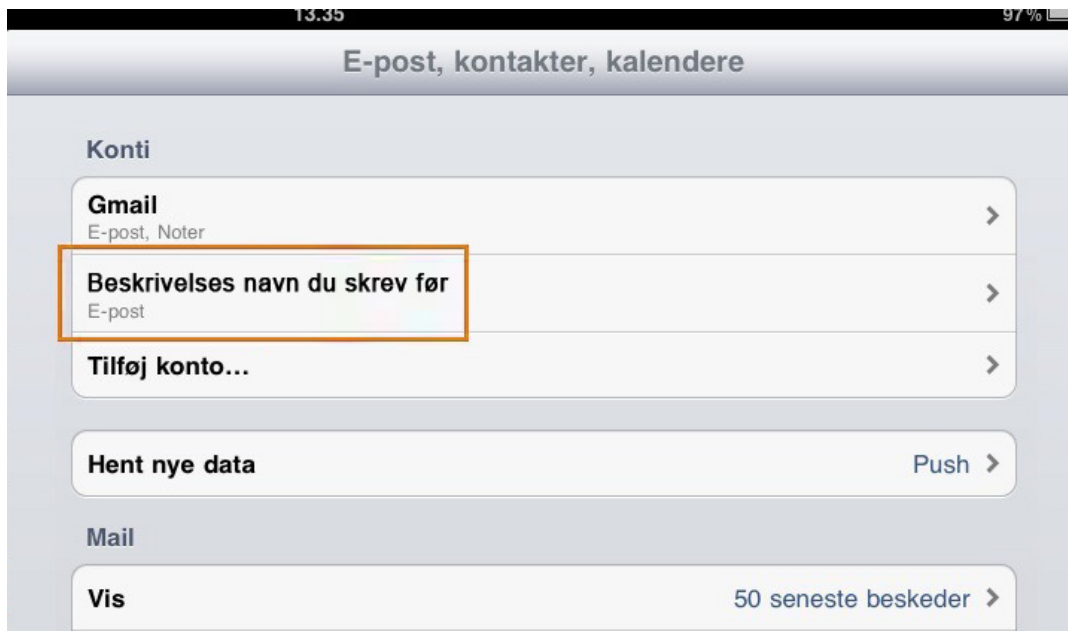 13.35 97%
E-post, kontakter, kalendere
Konti
Gmail
E-post, Noter
Beskrivelses navn du skrev før
E-post
Tilføj konto...
Hent nye data Push
Mail
Vis 50 seneste beskeder